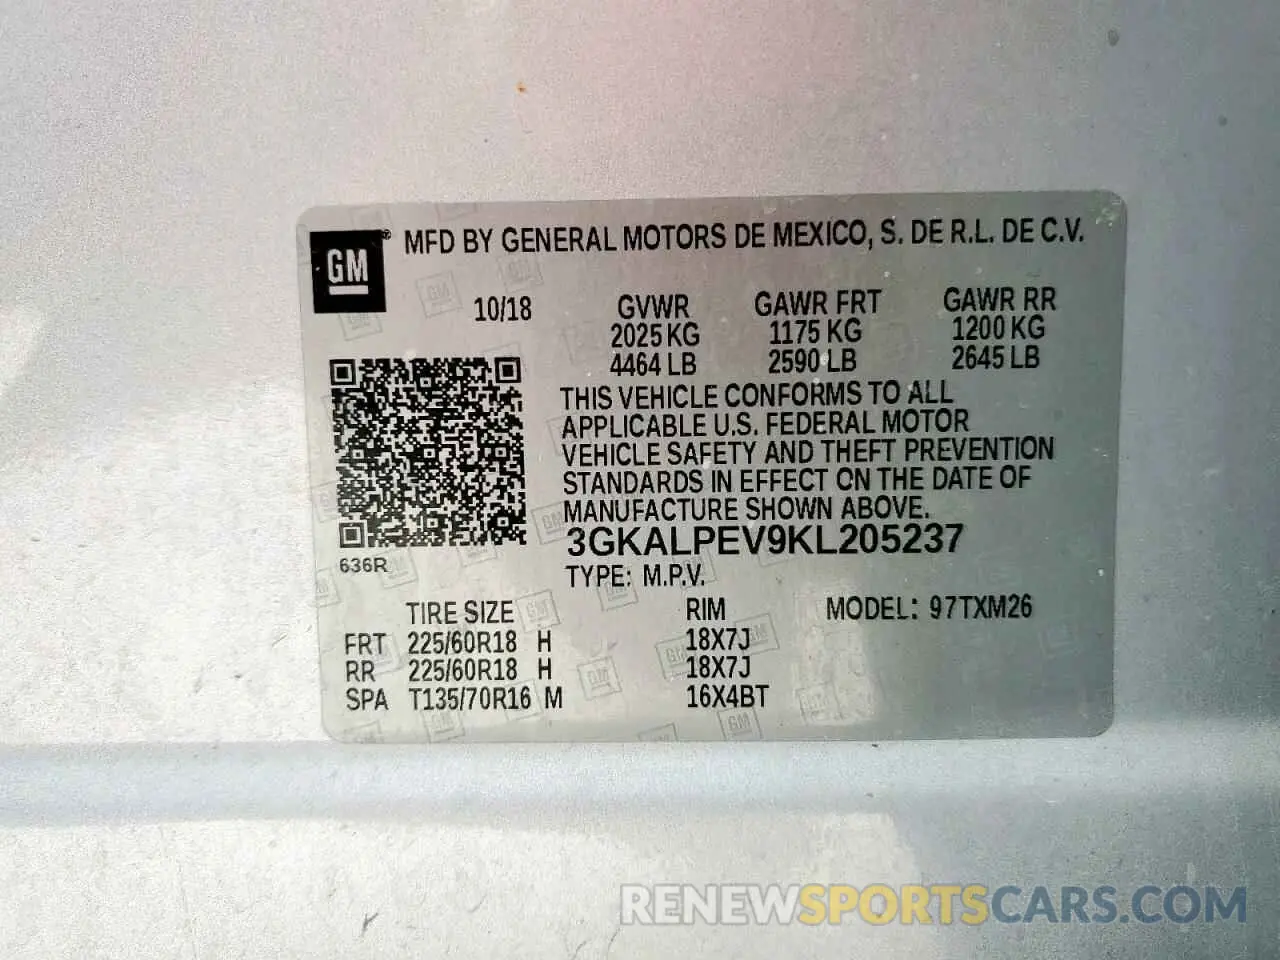 GM® MFD BY GENERAL MOTORS DE MEXICO, S. DE R.L. DE C.V.
10/18 GVWR GAWR FRT GAWR RR
2025 KG 1175 KG 1200 KG
4464 LB 2590 LB 2645 LB
THIS VEHICLE CONFORMS TO ALL
APPLICABLE U.S. FEDERAL MOTOR
VEHICLE SAFETY AND THEFT PREVENTION
STANDARDS IN EFFECT ON THE DATE OF
MANUFACTURE SHOWN ABOVE.
3GKALPEV9KL205237
636R TYPE: M.P.V.
TIRE SIZE RIM MODEL: 97TXM26
FRT 225/60R18 H 18X7J
RR 225/60R18 H 18X7J
SPA T135/70R16 M 16X4BT
RENEWSPORTSCARS.COM